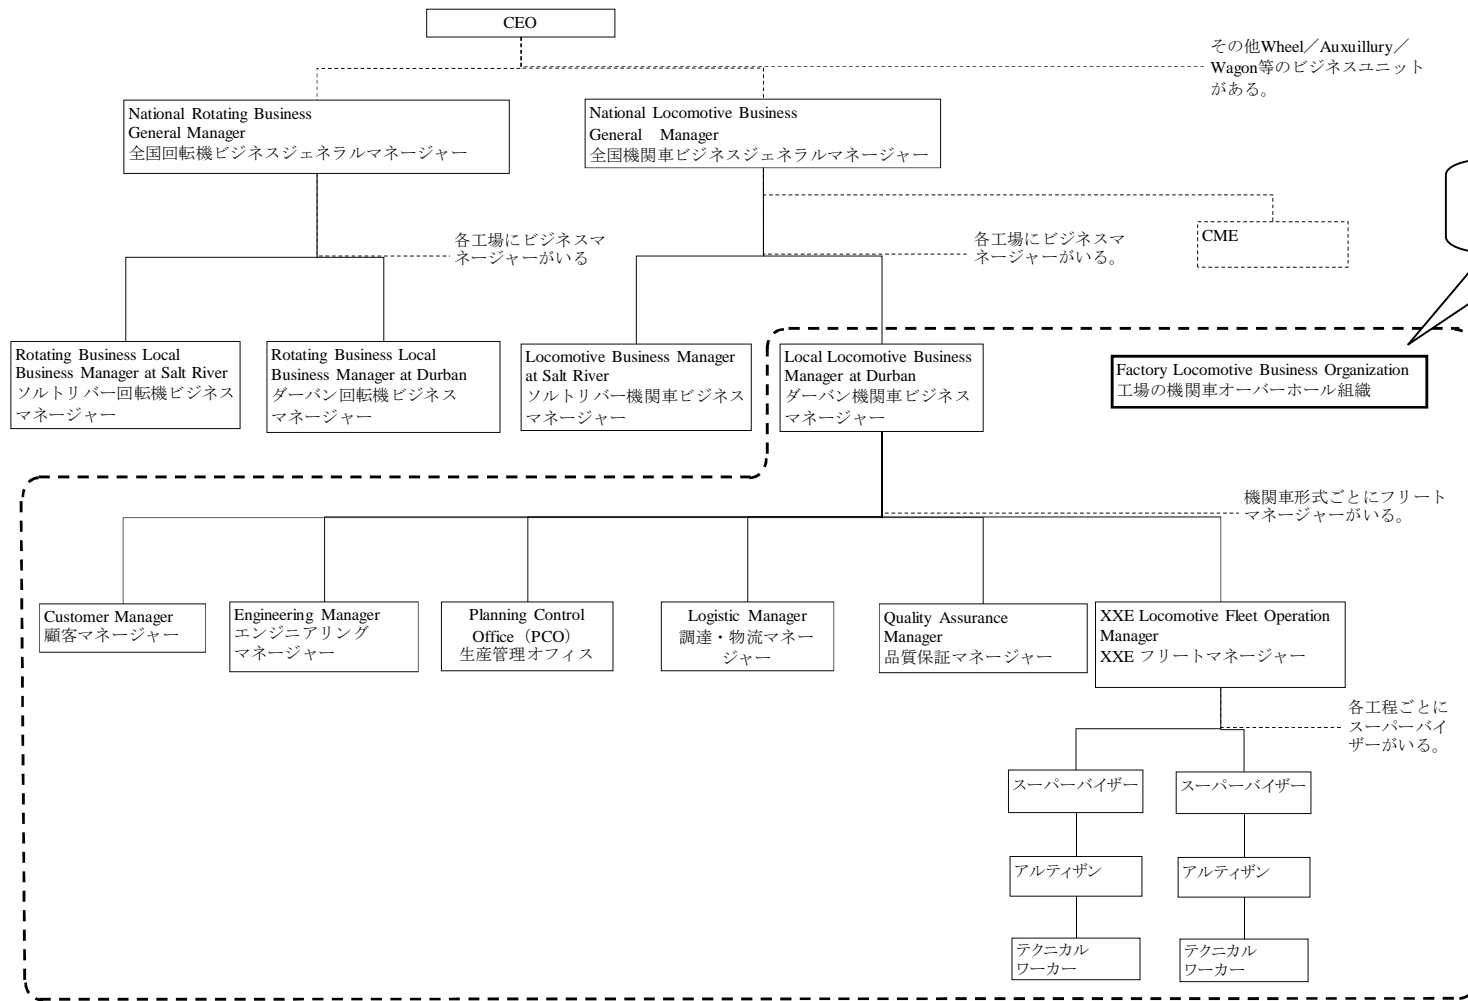 CEO
その他Wheel／Auxuillury／
Wagon等のビジネスユニット
がある。
National Rotating Business
General Manager
全国回転機ビジネスジェネラルマネージャー
National Locomotive Business
General Manager
全国機関車ビジネスジェネラルマネージャー
各工場にビジネスマ
ネージャーがいる
各工場にビジネスマ
ネージャーがいる。
CME
Rotating Business Local
Business Manager at Salt River
ソルトリバー回転機ビジネス
マネージャー
Rotating Business Local
Business Manager at Durban
ダーバン回転機ビジネス
マネージャー
Locomotive Business Manager
at Salt River
ソルトリバー機関車ビジネス
マネージャー
Local Locomotive Business
Manager at Durban
ダーバン機関車ビジネス
マネージャー
Factory Locomotive Business Organization
工場の機関車オーバーホール組織
機関車形式ごとにフリート
マネージャーがいる。
Customer Manager
顧客マネージャー
Engineering Manager
エンジニアリング
マネージャー
Planning Control
Office（PCO）
生産管理オフィス
Logistic Manager
調達・物流マネー
ジャー
Quality Assurance
Manager
品質保証マネージャー
XXE Locomotive Fleet Operation
Manager
XXE フリートマネージャー
各工程ごとに
スーパーバイ
ザーがいる。
スーパーバイザー
スーパーバイザー
アルティザン
アルティザン
テクニカル
ワーカー
テクニカル
ワーカー